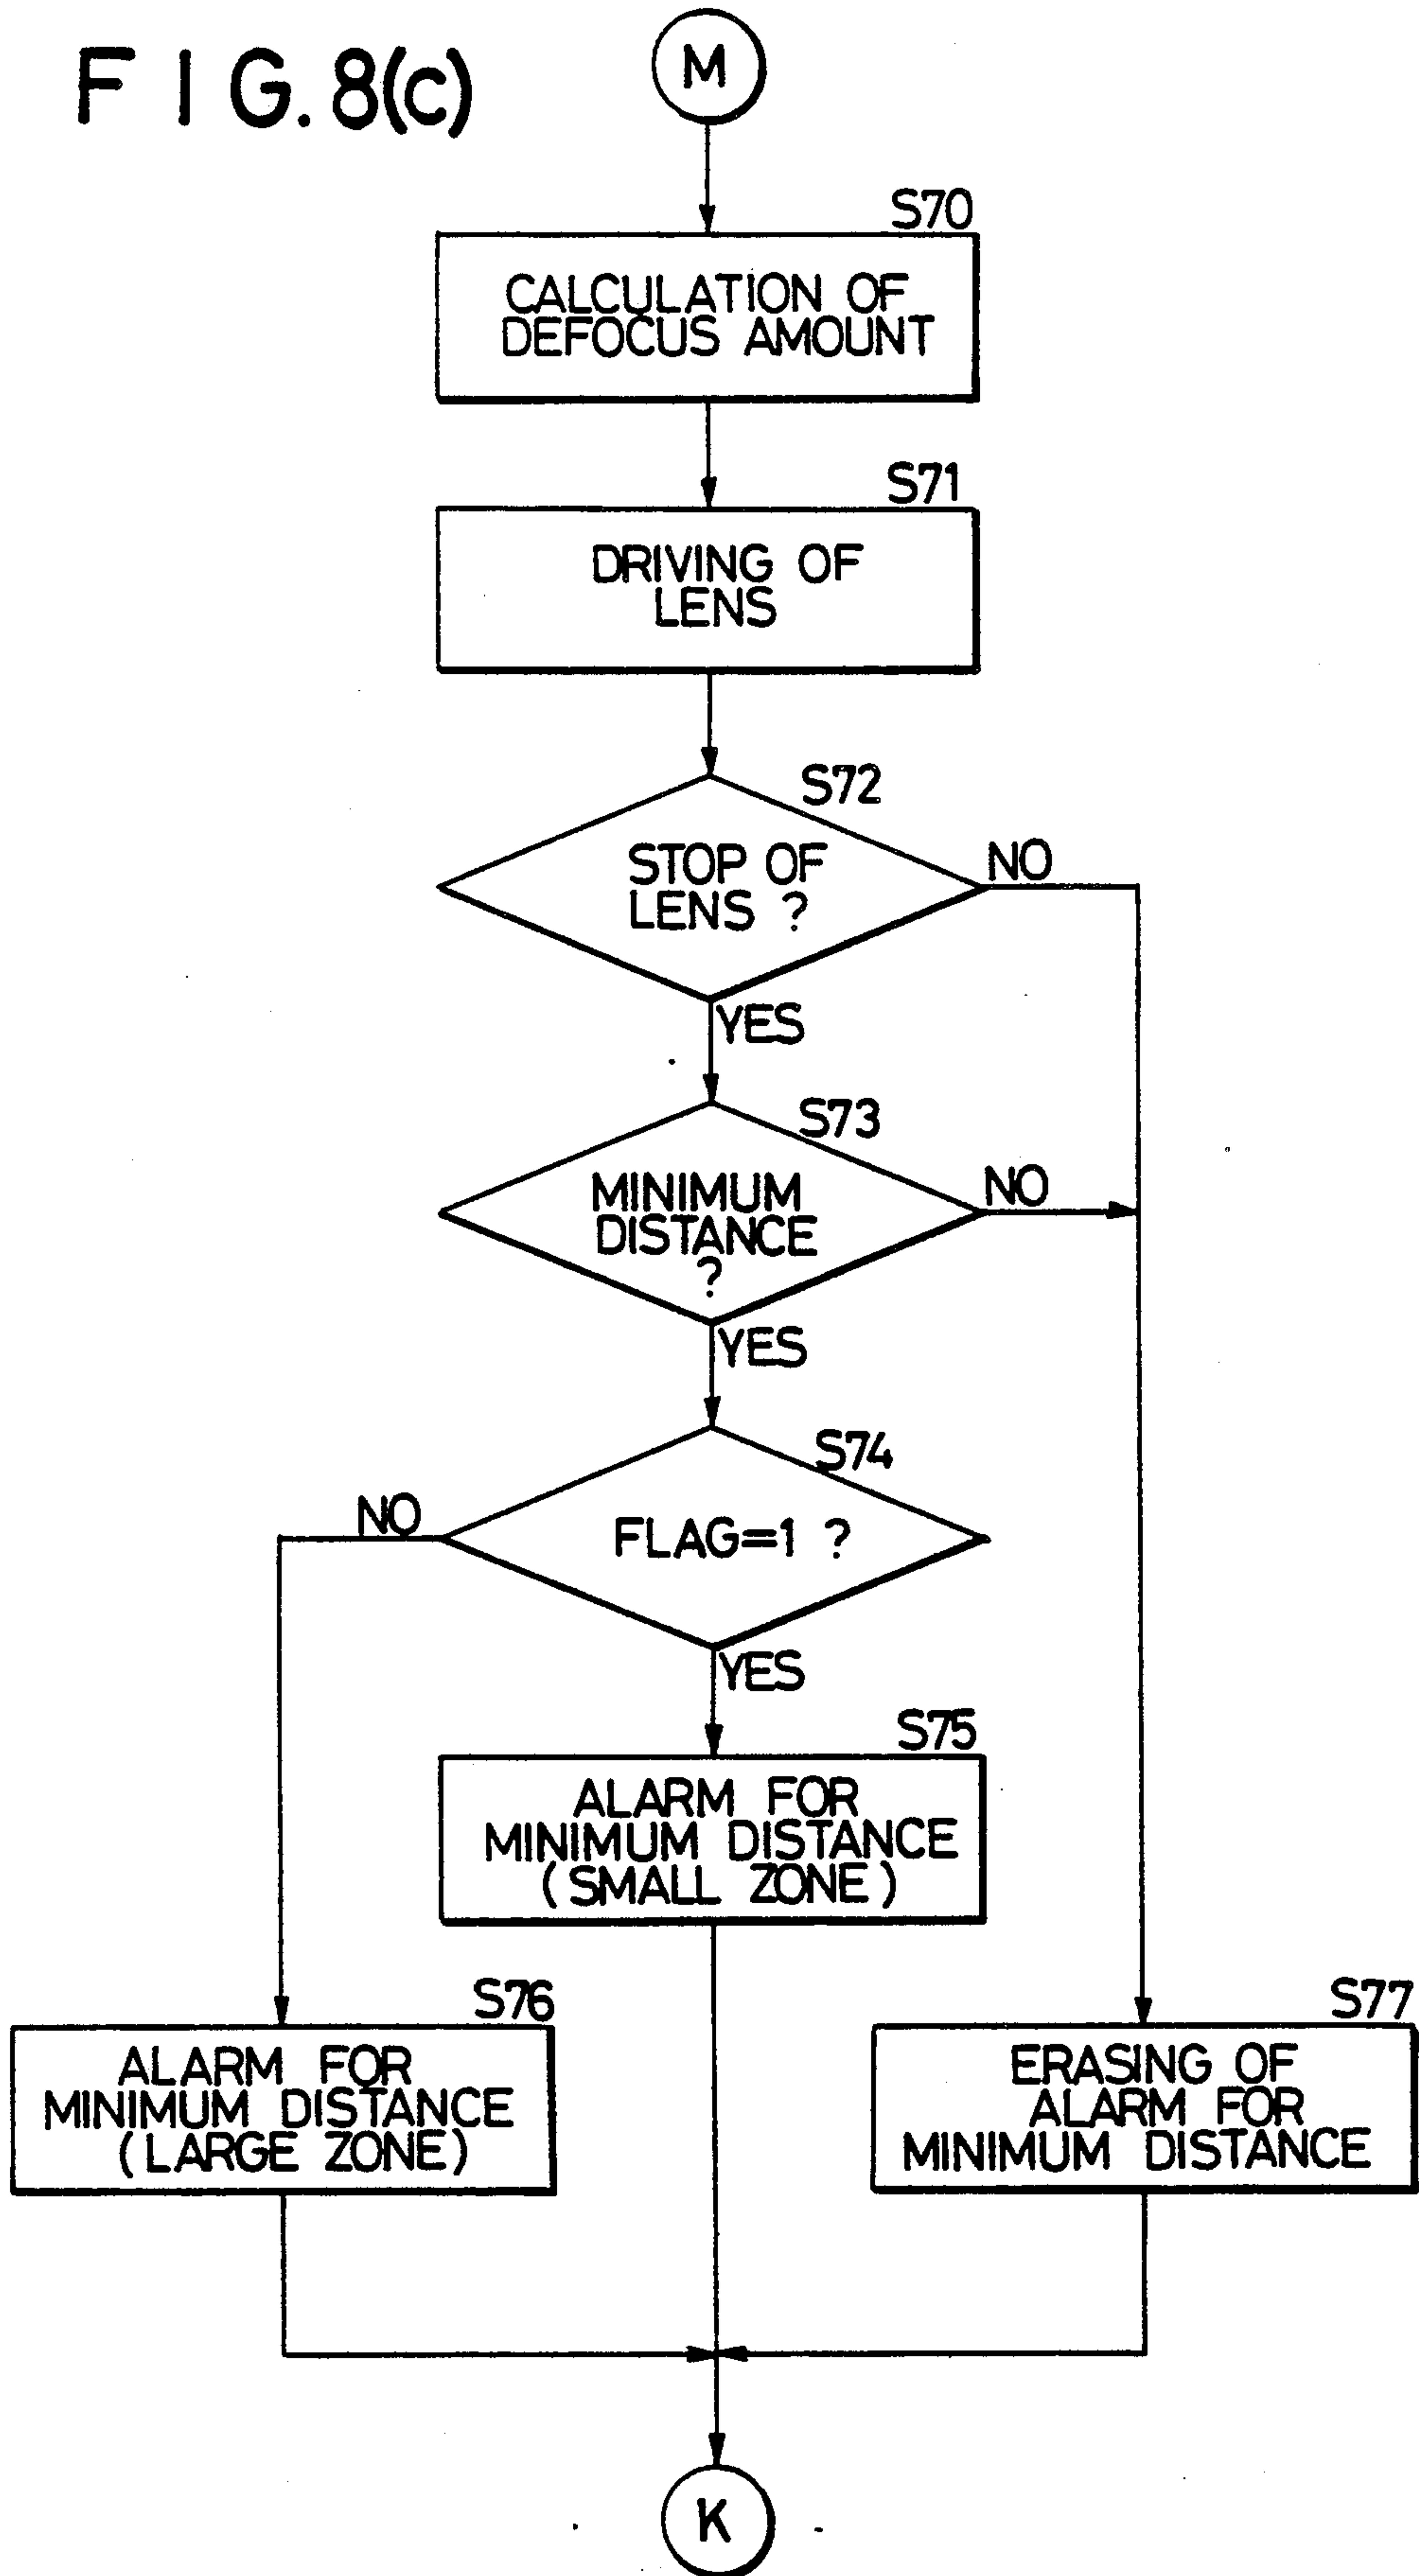 FIG. 8(c)
M
S70
CALCULATION OF
DEFOCUS AMOUNT
S71
DRIVING OF
LENS
S72
STOP OF
LENS ?
NO
YES
S73
MINIMUM
DISTANCE
?
NO
YES
S74
FLAG=1 ?
NO
YES
S75
ALARM FOR
MINIMUM DISTANCE
(SMALL ZONE)
S76
ALARM FOR
MINIMUM DISTANCE
(LARGE ZONE)
S77
ERASING OF
ALARM FOR
MINIMUM DISTANCE
K